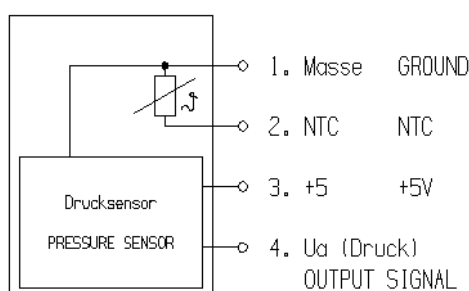 1. Masse GROUND
ϑ
2. NTC NTC
3. +5 +5V
Drucksensor
PRESSURE SENSOR
4. Ua (Druck)
OUTPUT SIGNAL